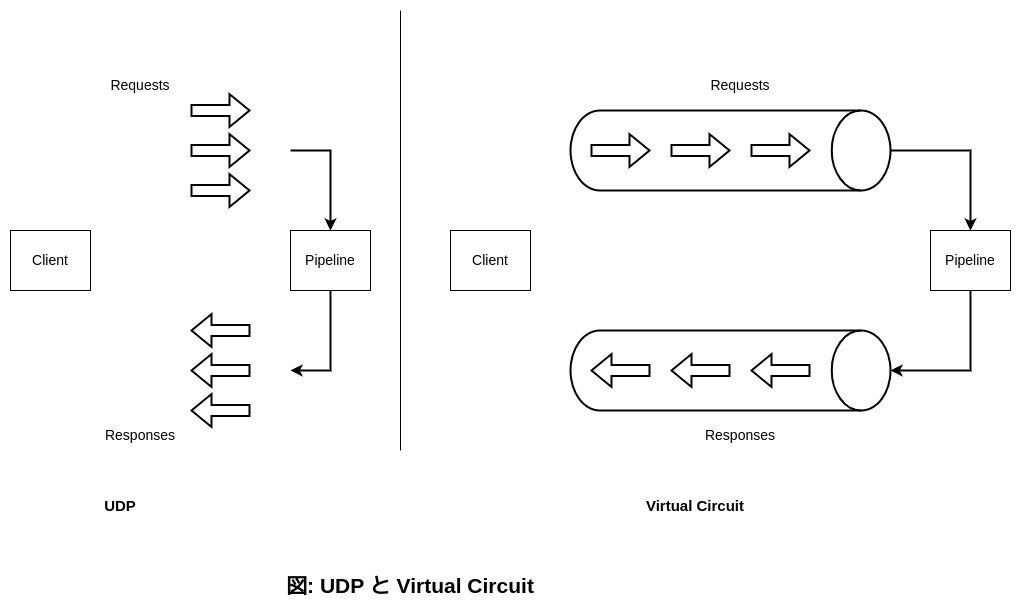 Requests
Client
Pipeline
Responses
UDP
Requests
Client
Pipeline
Responses
Virtual Circuit
図: UDP と Virtual Circuit